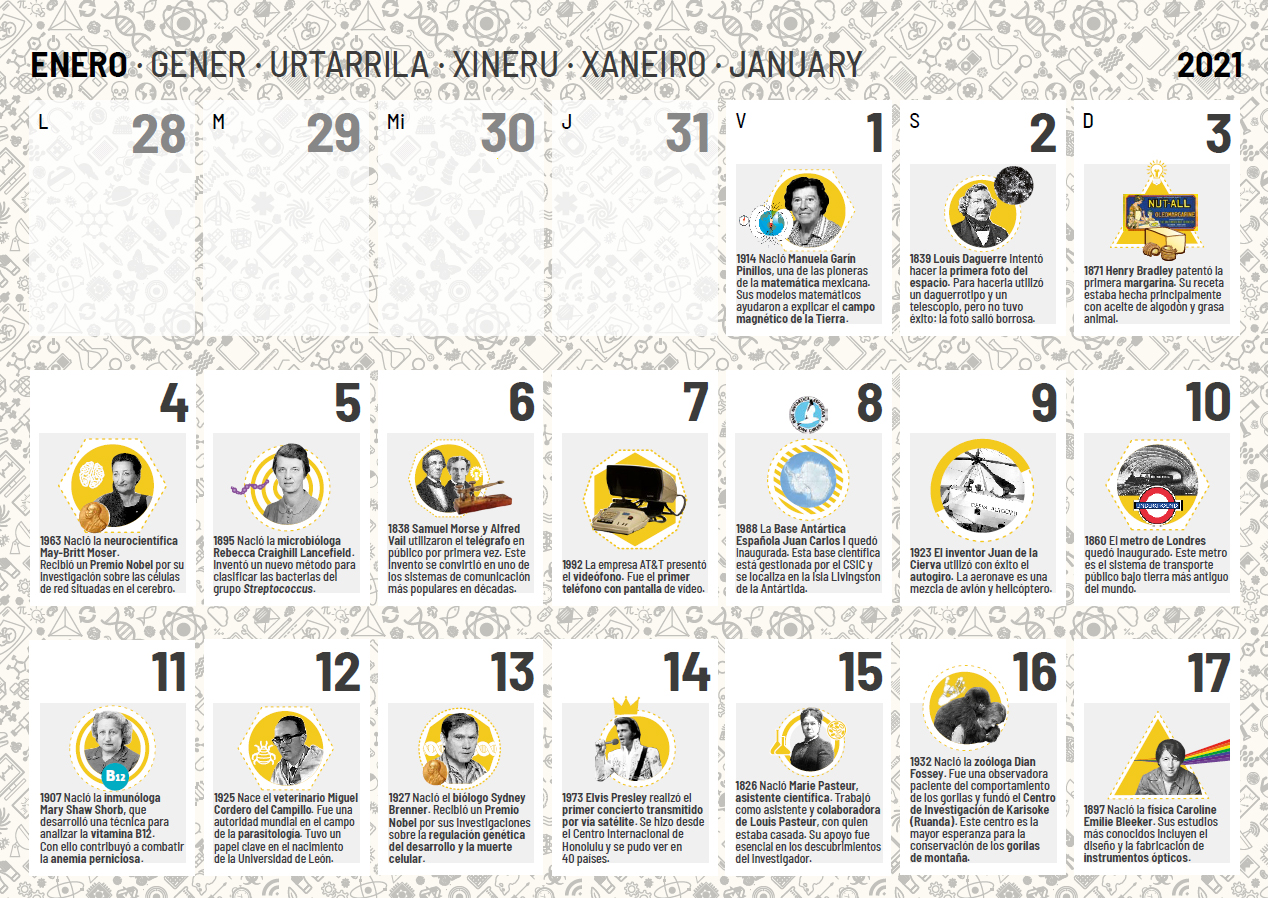 ENERO · GENER · URTARRILA · XINERU · XANEIRO · JANUARY
2021
L 28
M 29
Mi 30
J 31
V 1
1914 Nació Manuela Garín
Pinillos, una de las pioneras
de la matemática mexicana.
Sus modelos matemáticos
ayudaron a explicar el campo
magnético de la Tierra.
S 2
1839 Louis Daguerre intentó
hacer la primera foto del
espacio. Para hacerla utilizó
un daguerrotipo y un
telescopio, pero no tuvo
éxito: la foto salió borrosa.
D 3
NUT-ALL
OLEOMARGARINE
1871 Henry Bradley patentó la
primera margarina. Su receta
estaba hecha principalmente
con aceite de algodón y grasa
animal.
4
1963 Nació la neurocientífica
May-Britt Moser.
Recibió un Premio Nobel por su
investigación sobre las células
de red situadas en el cerebro.
5
1895 Nació la microbióloga
Rebecca Craighill Lancefield.
Inventó un nuevo método para
clasificar las bacterias del
grupo Streptococcus.
6
1838 Samuel Morse y Alfred
Vail utilizaron el telégrafo en
público por primera vez. Este
invento se convirtió en uno de
los sistemas de comunicación
más populares en décadas.
7
1992 La empresa AT&T presentó
el videófono. Fue el primer
teléfono con pantalla de vídeo.
8
1988 La Base Antártica
Española Juan Carlos I quedó
inaugurada. Esta base científica
está gestionada por el CSIC y
se localiza en la isla Livingston
de la Antártida.
9
1923 El inventor Juan de la
Cierva utilizó con éxito el
autogiro. La aeronave es una
mezcla de avión y helicóptero.
10
UNDERGROUND
1860 El metro de Londres
quedó inaugurado. Este metro
es el sistema de transporte
público bajo tierra más antiguo
del mundo.
11
B12
1907 Nació la inmunóloga
Mary Shaw Shorb, que
desarrolló una técnica para
analizar la vitamina B12.
Con ello contribuyó a combatir
la anemia perniciosa.
12
1925 Nace el veterinario Miguel
Cordero del Campillo. Fue una
autoridad mundial en el campo
de la parasitología. Tuvo un
papel clave en el nacimiento
de la Universidad de León.
13
1927 Nació el biólogo Sydney
Brenner. Recibió un Premio
Nobel por sus investigaciones
sobre la regulación genética
del desarrollo y la muerte
celular.
14
1973 Elvis Presley realizó el
primer concierto transmitido
por vía satélite. Se hizo desde
el Centro Internacional de
Honolulu y se pudo ver en
40 países.
15
1826 Nació Marie Pasteur,
asistente científica. Trabajó
como asistente y colaboradora
de Louis Pasteur, con quien
estaba casada. Su apoyo fue
esencial en los descubrimientos
del investigador.
16
1932 Nació la zoóloga Dian
Fossey. Fue una observadora
paciente del comportamiento
de los gorilas y fundó el Centro
de Investigación de Karisoke
(Ruanda). Este centro es la
mayor esperanza para la
conservación de los gorilas
de montaña.
17
1897 Nació la física Caroline
Emilie Bleeker. Sus estudios
más conocidos incluyen el
diseño y la fabricación de
instrumentos ópticos.